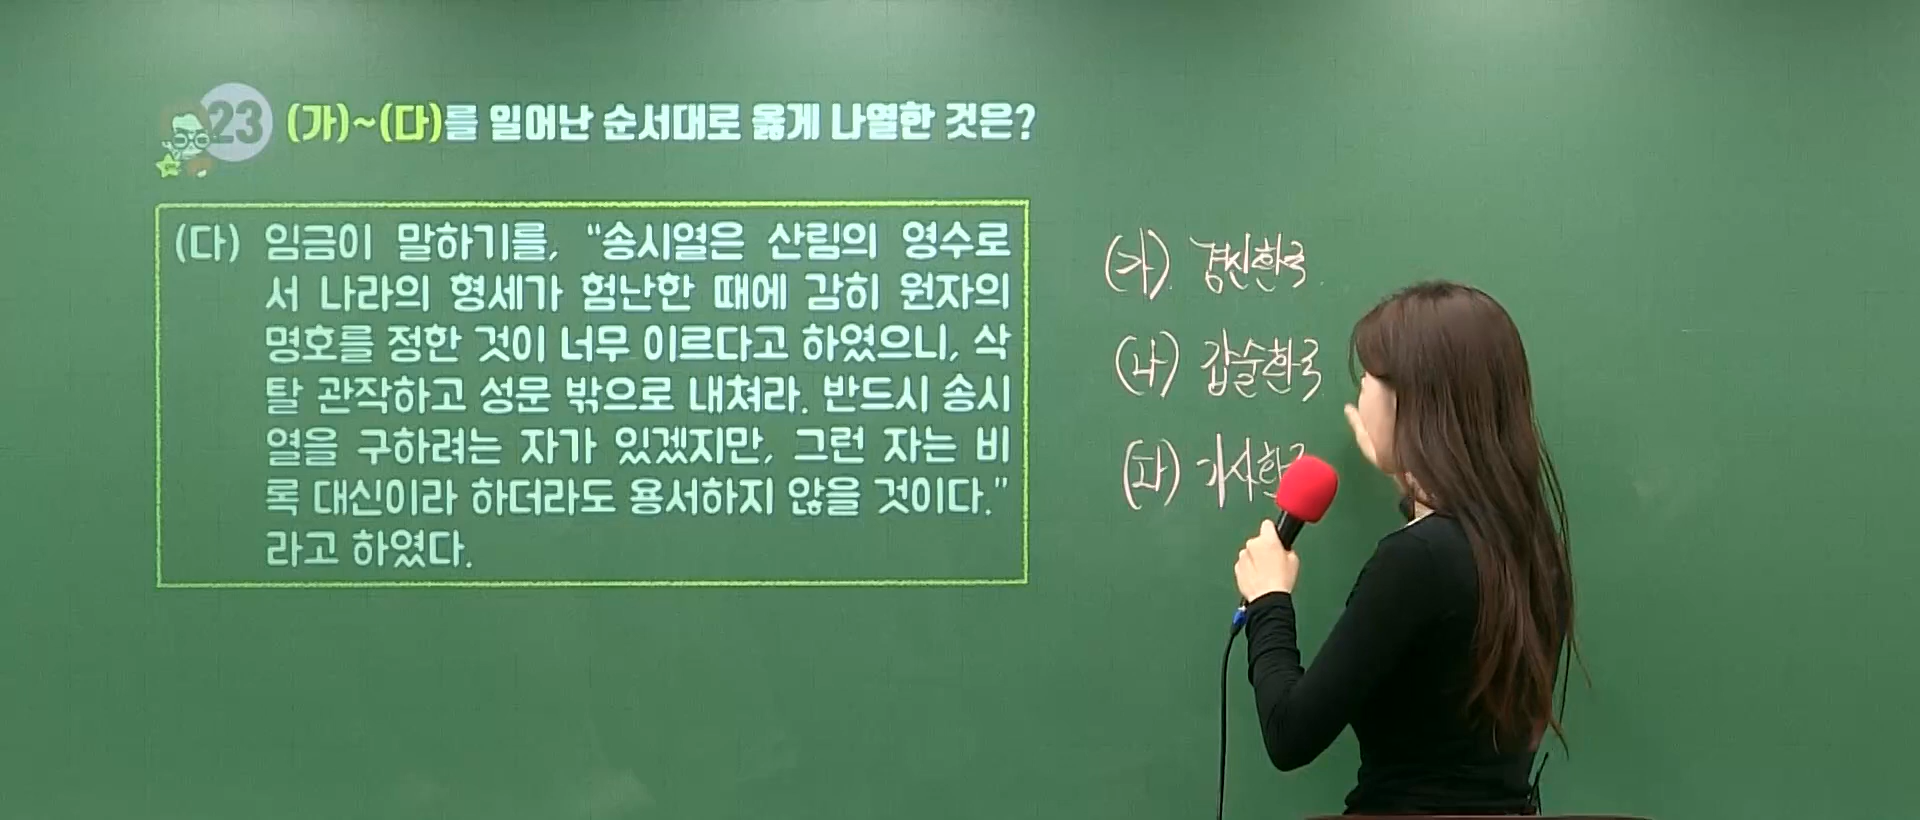 23 (가)~(다)를 일어난 순서대로 옳게 나열한 것은?
(다) 임금이 말하기를, “송시열은 산림의 영수로
서 나라의 형세가 험난한 때에 감히 원자의
명호를 정한 것이 너무 이르다고 하였으니, 삭
탈 관작하고 성문 밖으로 내쳐라. 반드시 송시
열을 구하려는 자가 있겠지만, 그런 자는 비
록 대신이라 하더라도 용서하지 않을 것이다.”
라고 하였다.
(가) 경신환국
(나) 갑술환국
(다) 기사환